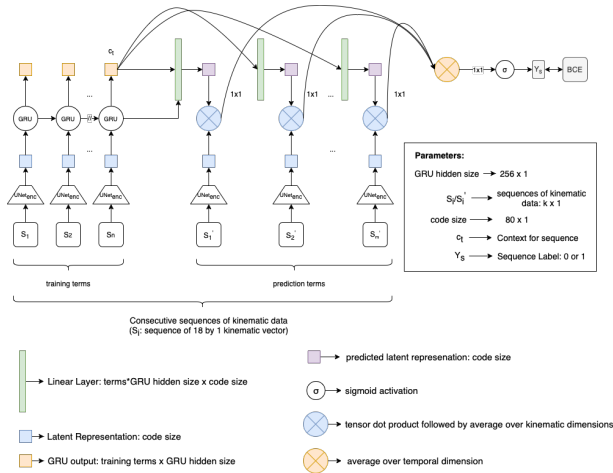 c_t
1x1
1x1
...
1x1
1x1
σ
Y_S
BCE
...
GRU
GRU
GRU
...
...
UNet_enc
UNet_enc
UNet_enc
UNet_enc
UNet_enc
UNet_enc
S_1
S_2
S_n
S_1'
S_2'
S_m'
training terms
prediction terms
Consecutive sequences of kinematic data
(S_i: sequence of 18 by 1 kinematic vector)
Parameters:
GRU hidden size → 256 x 1
S_i/S_i' → sequences of kinematic
data: k x 1
code size → 80 x 1
c_t → Context for sequence
Y_S → Sequence Label: 0 or 1
Linear Layer: terms*GRU hidden size x code size
Latent Representation: code size
GRU output: training terms x GRU hidden size
predicted latent represenation: code size
σ
sigmoid activation
tensor dot product followed by average over kinematic dimensions
average over temporal dimension